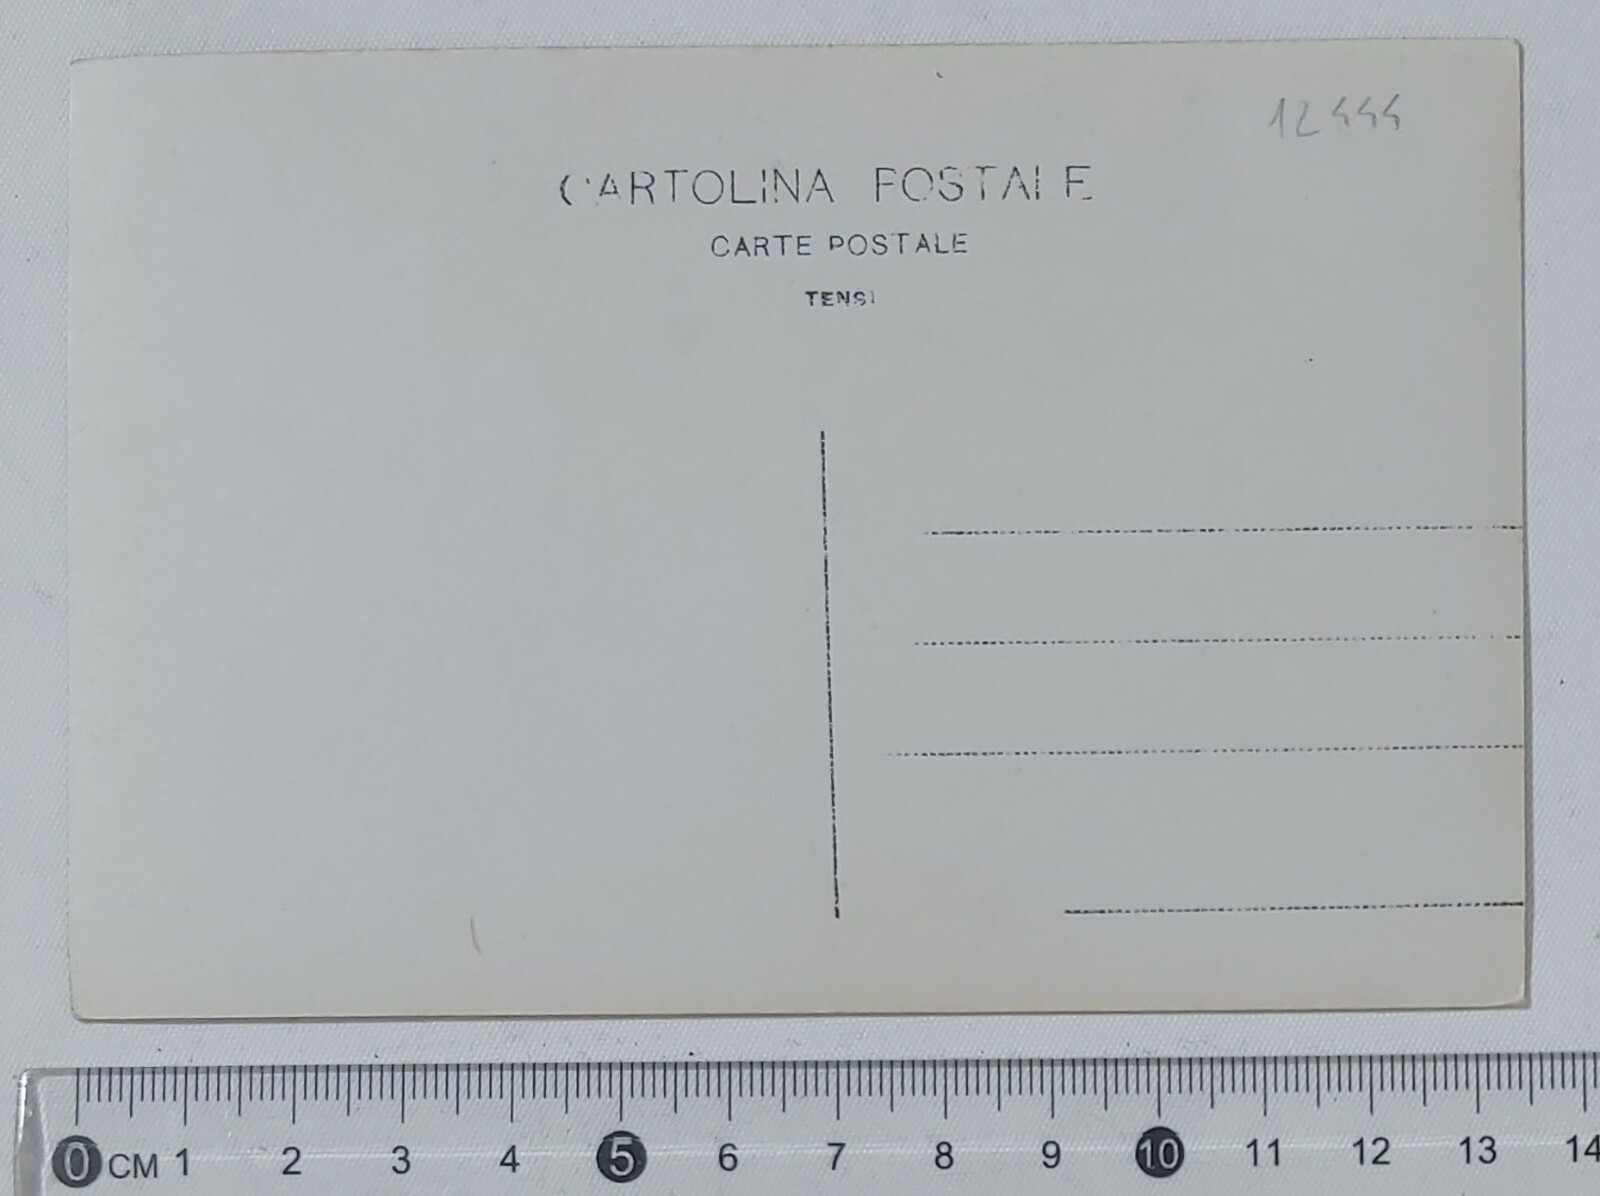 12444
CARTOLINA POSTALE
CARTE POSTALE
TENSI
0 CM 1 2 3 4 5 6 7 8 9 10 11 12 13 14